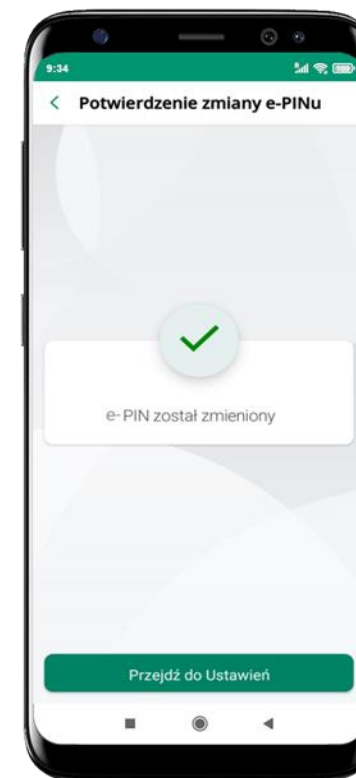 9:34
Potwierdzenie zmiany e-PINu
e-PIN został zmieniony
Przejdź do Ustawień